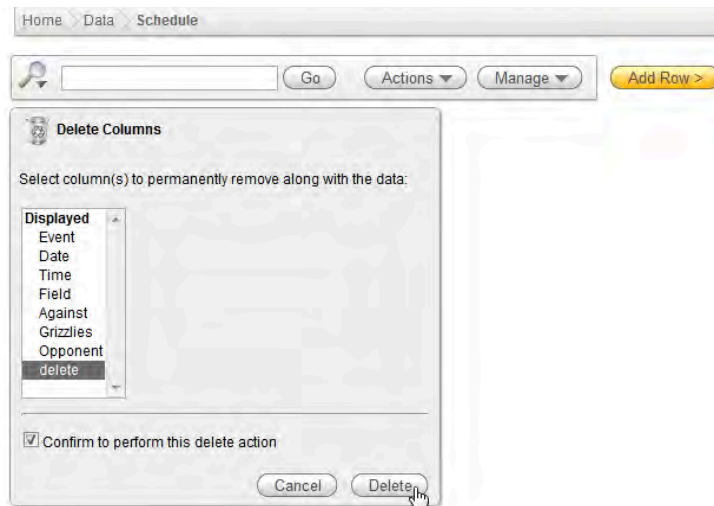 Home Data Schedule
Go Actions Manage Add Row >
Delete Columns
Select column(s) to permanently remove along with the data:
Displayed
Event
Date
Time
Field
Against
Grizzlies
Opponent
delete
Confirm to perform this delete action
Cancel Delete